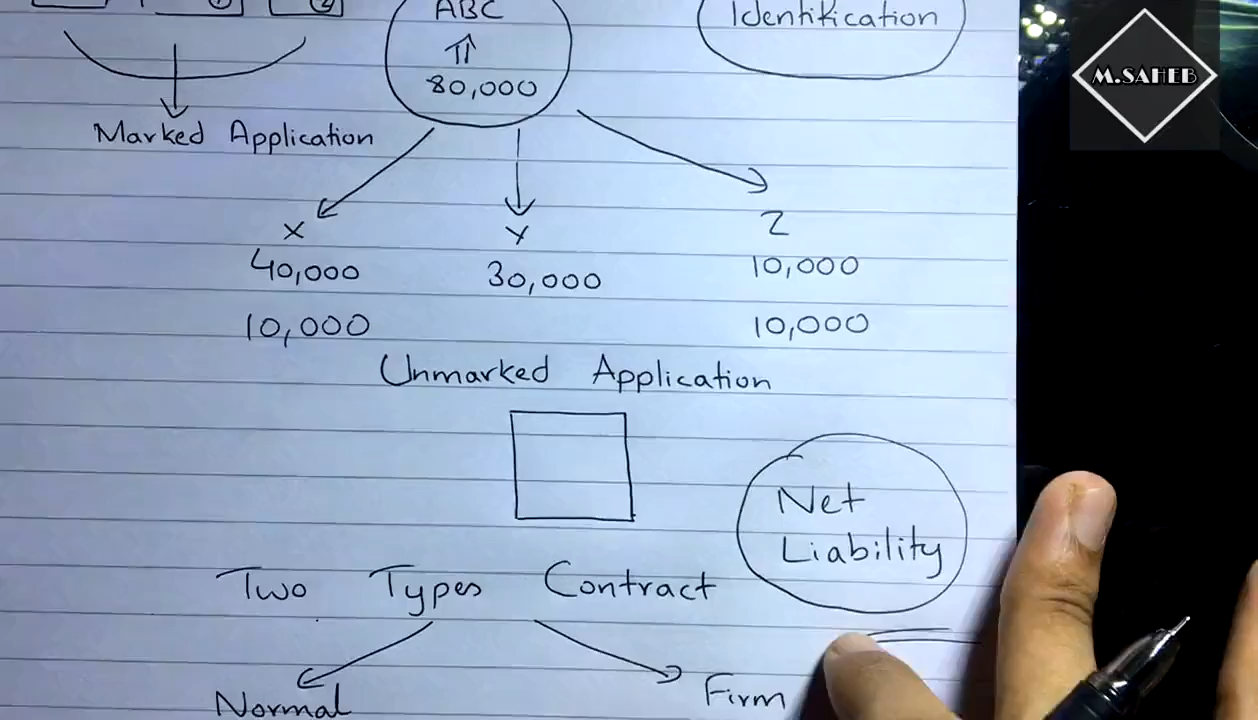 ② 
ABC
Identification
80,000
M.SAHEB
Marked Application
X Y Z
40,000 30,000 10,000
10,000 10,000
Unmarked Application
Net
Liability
Two Types Contract
Normal Firm